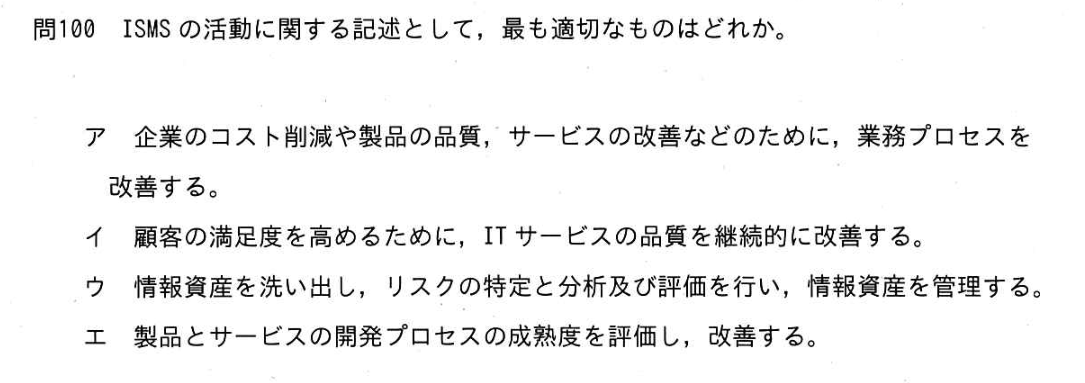 問100 ISMS の活動に関する記述として，最も適切なものはどれか。
ア 企業のコスト削減や製品の品質，サービスの改善などのために，業務プロセスを
改善する。
イ 顧客の満足度を高めるために，IT サービスの品質を継続的に改善する。
ウ 情報資産を洗い出し，リスクの特定と分析及び評価を行い，情報資産を管理する。
エ 製品とサービスの開発プロセスの成熟度を評価し，改善する。